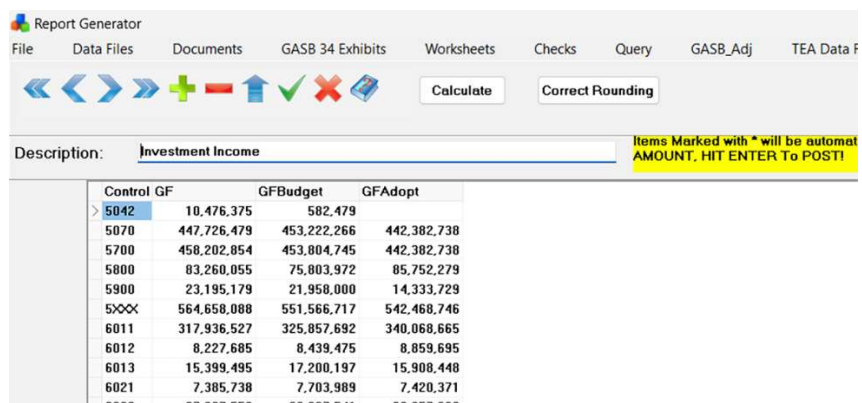 Report Generator
File Data Files Documents GASB 34 Exhibits Worksheets Checks Query GASB_Adj TEA Data F
Calculate Correct Rounding
Items Marked with * will be automat
Description: Investment Income AMOUNT, HIT ENTER To POST!
Control GF GFBudget GFAdopt
5042 10,476,375 582,479
5070 447,726,479 453,222,266 442,382,738
5700 458,202,854 453,804,745 442,382,738
5800 83,260,055 75,803,972 85,752,279
5900 23,195,179 21,958,000 14,333,729
5XXX 564,658,088 551,566,717 542,468,746
6011 317,936,527 325,857,692 340,068,665
6012 8,227,685 8,439,475 8,859,695
6013 15,399,495 17,200,197 15,908,448
6021 7,385,738 7,703,989 7,420,371